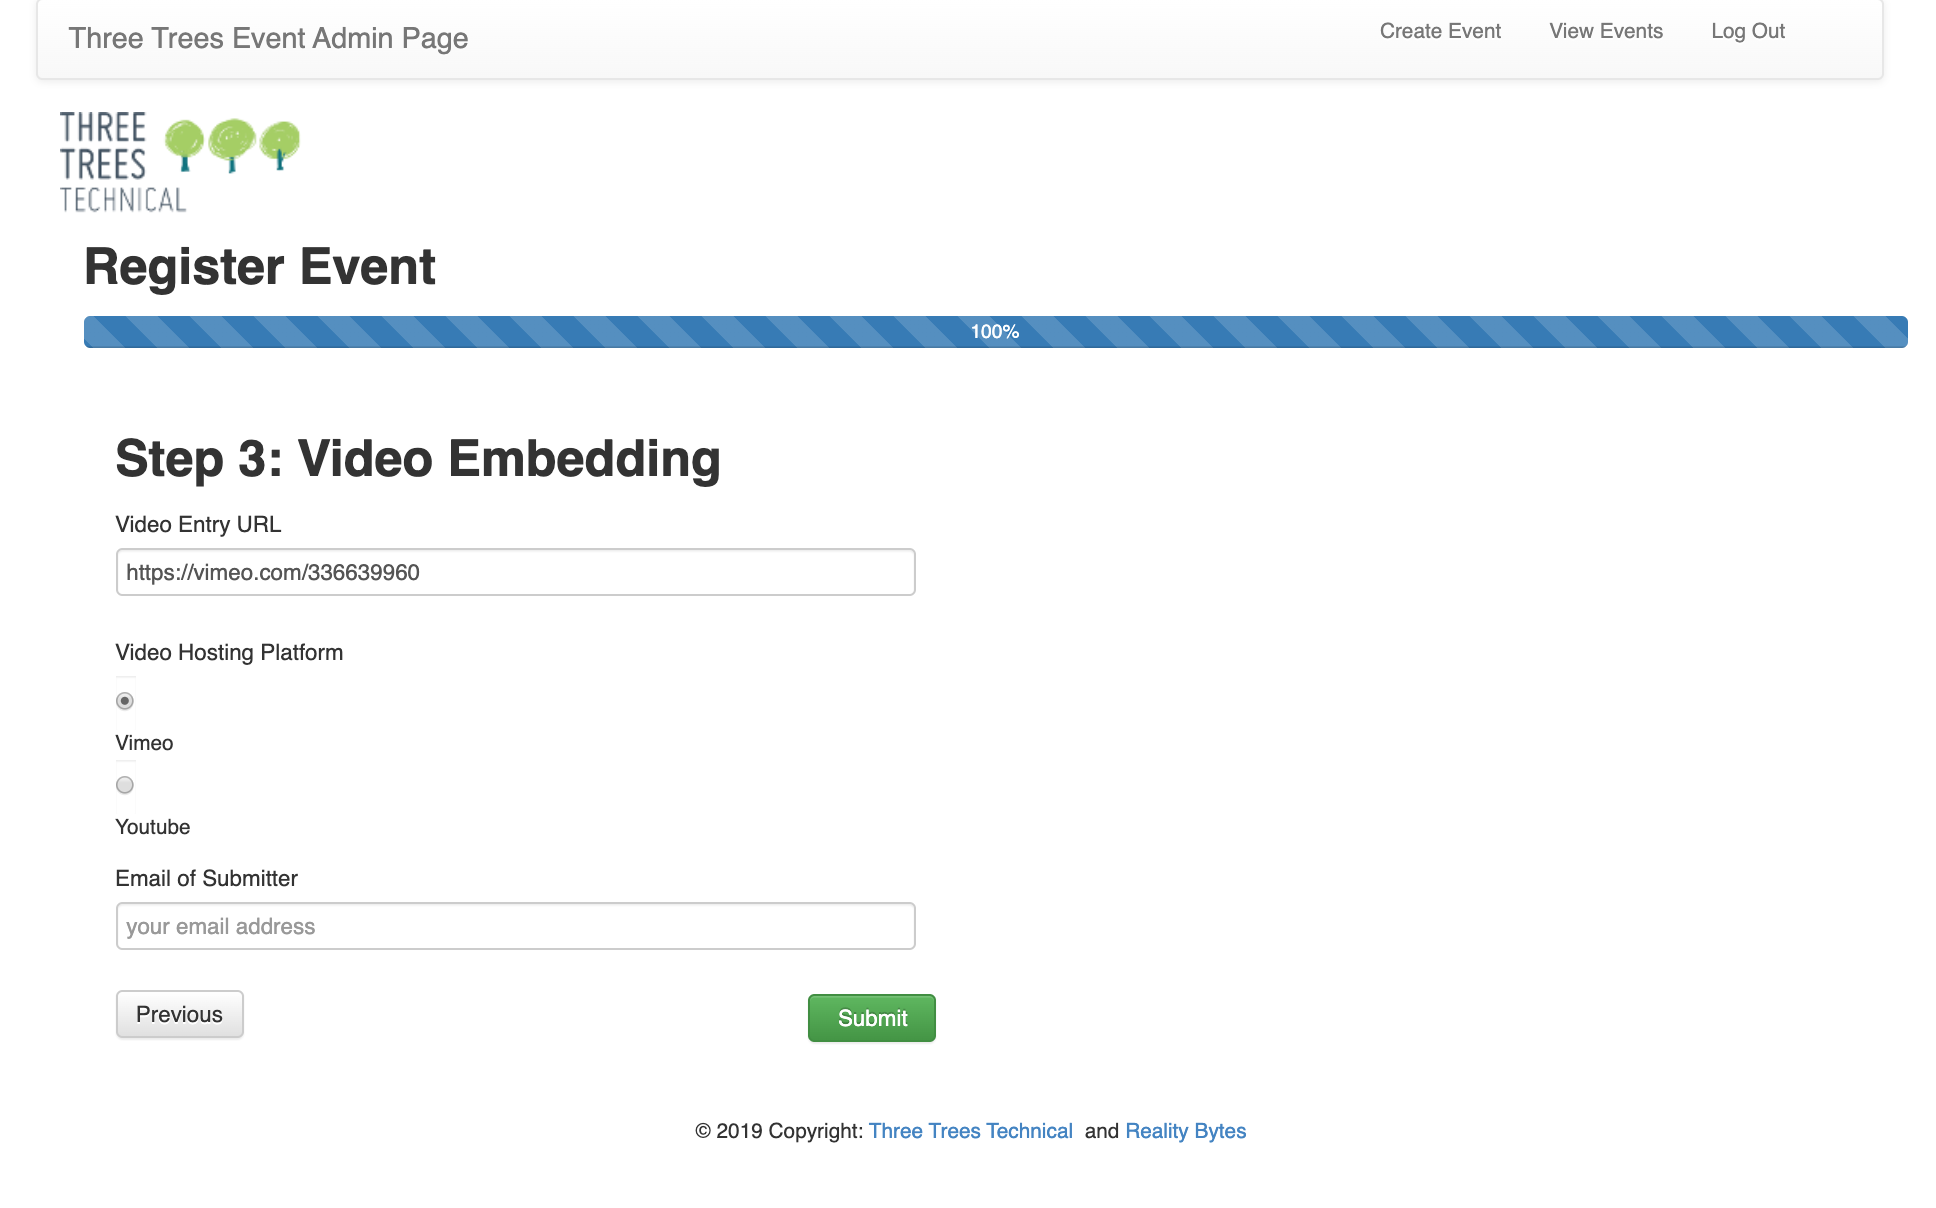 Three Trees Event Admin Page Create Event View Events Log Out
THREE
TREES
TECHNICAL
Register Event
100%
Step 3: Video Embedding
Video Entry URL
https://vimeo.com/336639960
Video Hosting Platform
Vimeo
Youtube
Email of Submitter
your email address
Previous Submit
© 2019 Copyright: Three Trees Technical and Reality Bytes